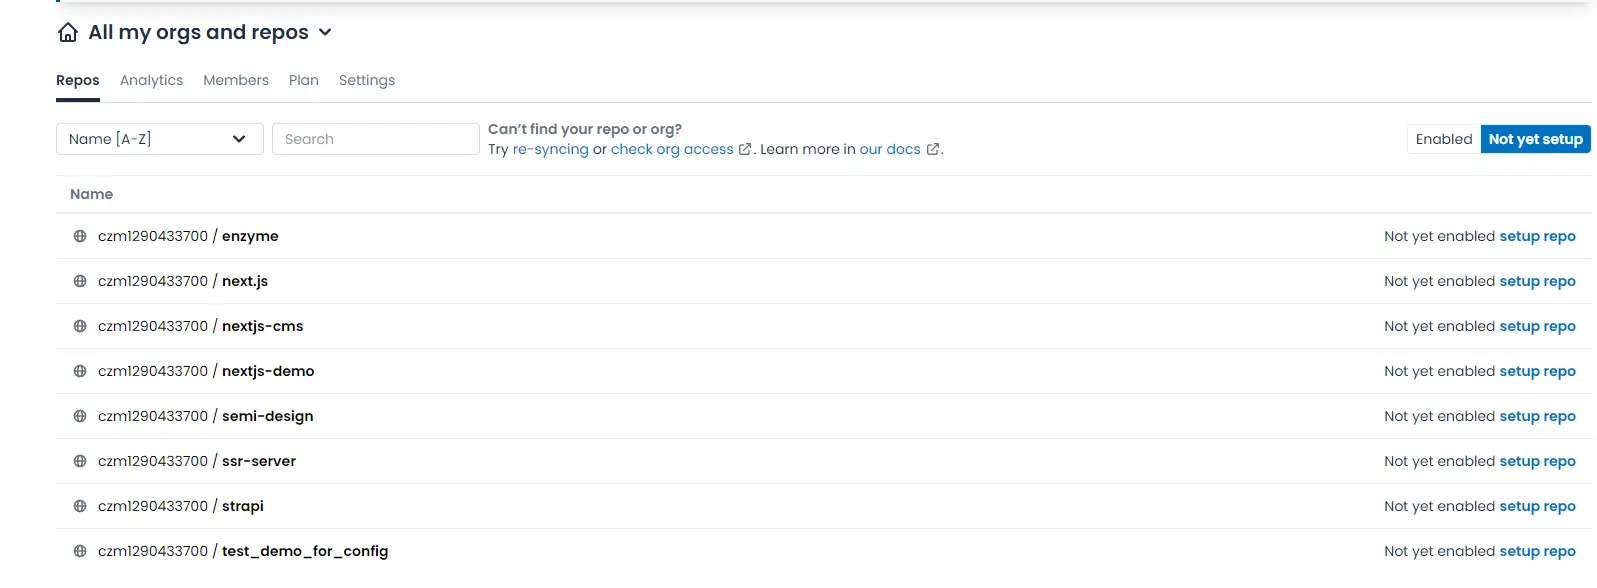 All my orgs and repos
Repos Analytics Members Plan Settings
Name [A-Z] Search
Can't find your repo or org?
Try re-syncing or check org access. Learn more in our docs.
Enabled Not yet setup
Name
czm1290433700 / enzyme Not yet enabled setup repo
czm1290433700 / next.js Not yet enabled setup repo
czm1290433700 / nextjs-cms Not yet enabled setup repo
czm1290433700 / nextjs-demo Not yet enabled setup repo
czm1290433700 / semi-design Not yet enabled setup repo
czm1290433700 / ssr-server Not yet enabled setup repo
czm1290433700 / strapi Not yet enabled setup repo
czm1290433700 / test_demo_for_config Not yet enabled setup repo